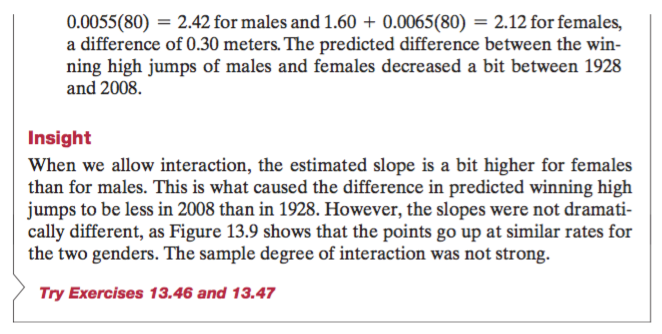 0.0055(80) = 2.42 for males and 1.60 + 0.0065(80) = 2.12 for females,
a difference of 0.30 meters. The predicted difference between the win-
ning high jumps of males and females decreased a bit between 1928
and 2008.
Insight
When we allow interaction, the estimated slope is a bit higher for females
than for males. This is what caused the difference in predicted winning high
jumps to be less in 2008 than in 1928. However, the slopes were not dramati-
cally different, as Figure 13.9 shows that the points go up at similar rates for
the two genders. The sample degree of interaction was not strong.
Try Exercises 13.46 and 13.47